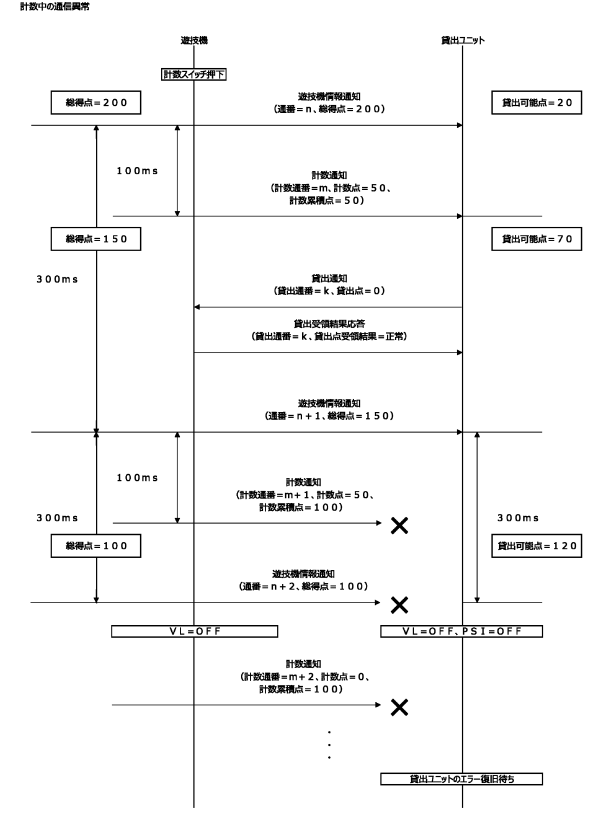 計数中の通信異常
遊技機
貸出ユニット
計数スイッチ押下
総得点=200
遊技機情報通知
(通番=n、総得点=200)
貸出可能点=20
100ms
計数通知
(計数通番=m、計数点=50、
計数累積点=50)
総得点=150
貸出可能点=70
300ms
貸出通知
(貸出通番=k、貸出点=0)
貸出受領結果応答
(貸出通番=k、貸出点受領結果=正常)
遊技機情報通知
(通番=n+1、総得点=150)
100ms
計数通知
(計数通番=m+1、計数点=50、
計数累積点=100)
300ms
300ms
総得点=100
貸出可能点=120
遊技機情報通知
(通番=n+2、総得点=100)
VL=OFF
VL=OFF、PSI=OFF
計数通知
(計数通番=m+2、計数点=0、
計数累積点=100)
貸出ユニットのエラー復旧待ち